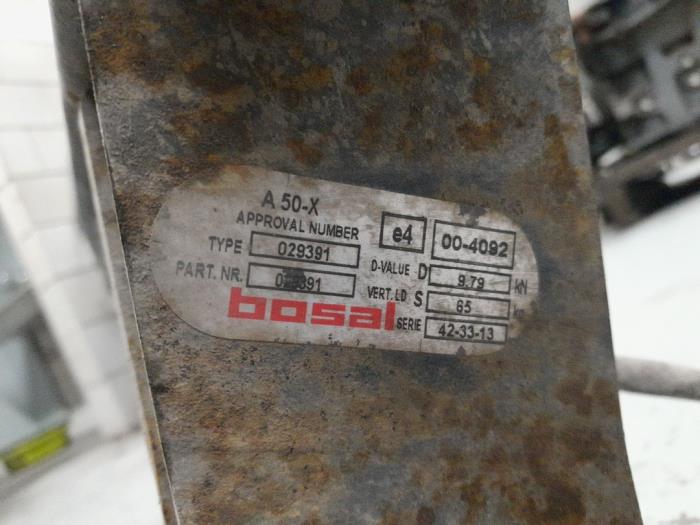 A 50-X
APPROVAL NUMBER e4 00-4092
TYPE 029391 D-VALUE D 9.79 kN
PART. NR. VERT.LD S 65
bosal SERIE 42-33-13